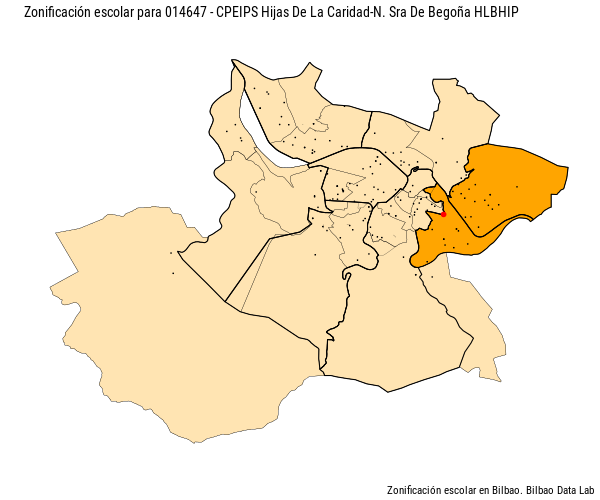 Zonificación escolar para 014647 - CPEIPS Hijas De La Caridad-N. Sra De Begoña HLBHIP
Zonificación escolar en Bilbao. Bilbao Data Lab